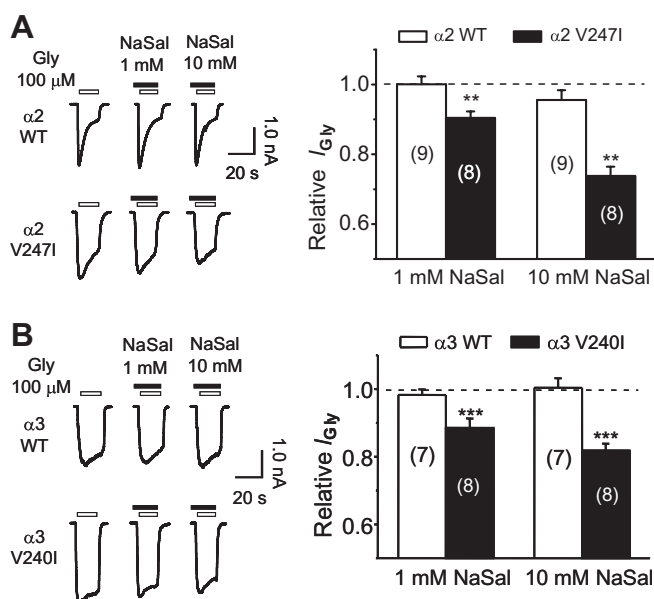 A
Gly
100 μM
NaSal
1 mM
NaSal
10 mM
α2
WT
1.0 nA
20 s
α2
V247I
α2 WT
α2 V247I
Relative IGly
1.0
0.8
0.6
**
**
(9)
(8)
(9)
(8)
1 mM NaSal
10 mM NaSal
B
Gly
100 μM
NaSal
1 mM
NaSal
10 mM
α3
WT
1.0 nA
20 s
α3
V240I
α3 WT
α3 V240I
Relative IGly
1.0
0.8
0.6
***
***
(7)
(8)
(7)
(8)
1 mM NaSal
10 mM NaSal